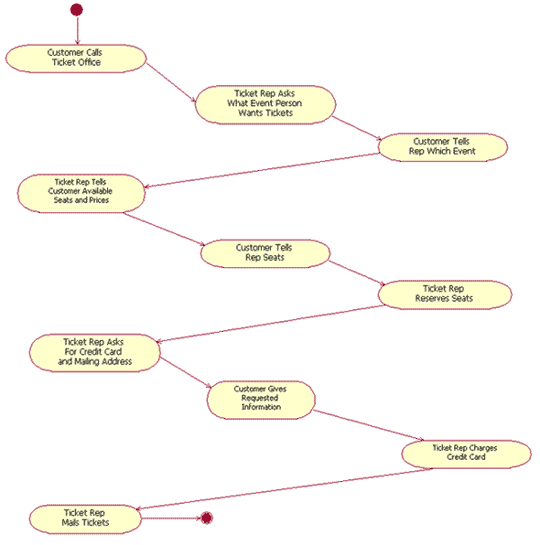 Customer Calls
Ticket Office
Ticket Rep Asks
What Event Person
Wants Tickets
Customer Tells
Rep Which Event
Ticket Rep Tells
Customer Available
Seats and Prices
Customer Tells
Rep Seats
Ticket Rep
Reserves Seats
Ticket Rep Asks
For Credit Card
and Mailing Address
Customer Gives
Requested
Information
Ticket Rep Charges
Credit Card
Ticket Rep
Mails Tickets